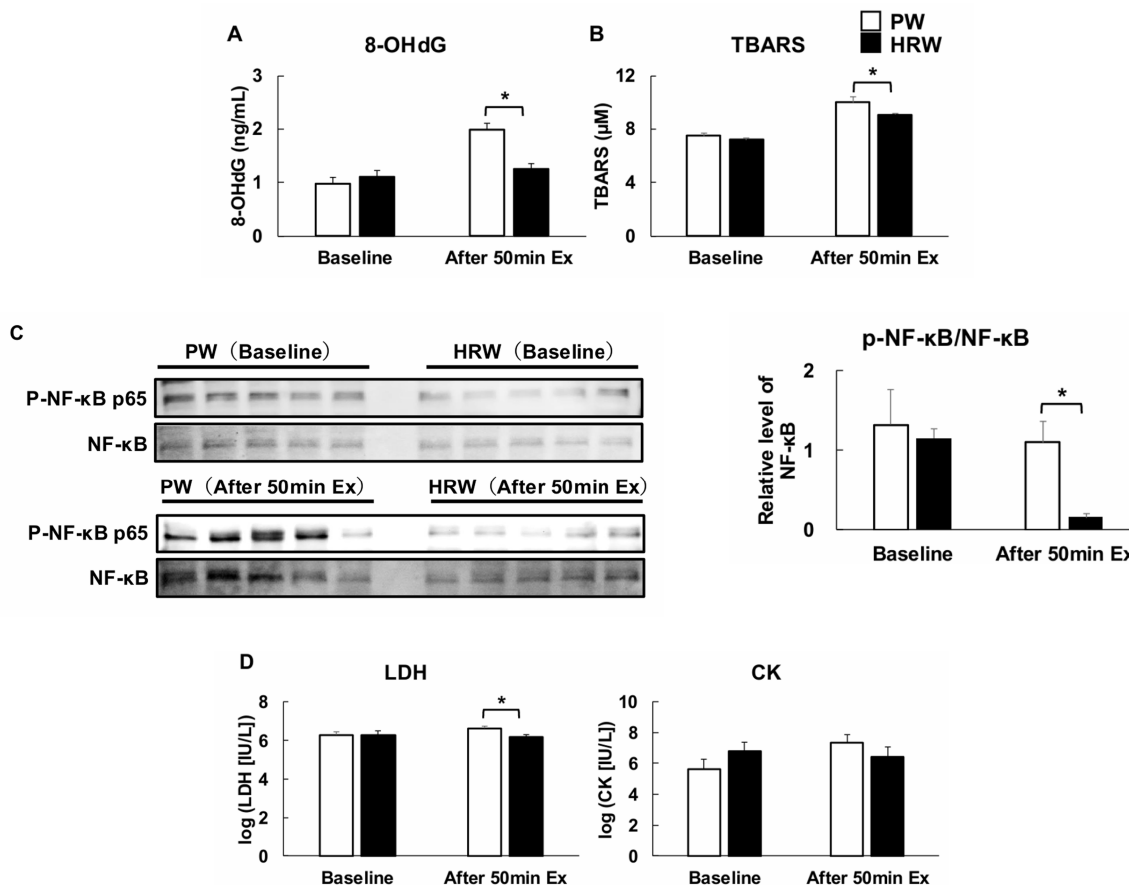 A
8-OHdG
8-OHdG (ng/mL)
3
2
1
0
Baseline
After 50min Ex
*
B
TBARS
PW
HRW
TBARS (µM)
12
8
4
0
Baseline
After 50min Ex
*
C
PW（Baseline）
HRW（Baseline）
P-NF-κB p65
NF-κB
PW（After 50min Ex）
HRW（After 50min Ex）
P-NF-κB p65
NF-κB
p-NF-κB/NF-κB
Relative level of
NF-κB
2
1
0
Baseline
After 50min Ex
*
D
LDH
log (LDH [IU/L])
8
6
4
2
0
Baseline
After 50min Ex
*
CK
log (CK [IU/L])
10
8
6
4
2
0
Baseline
After 50min Ex